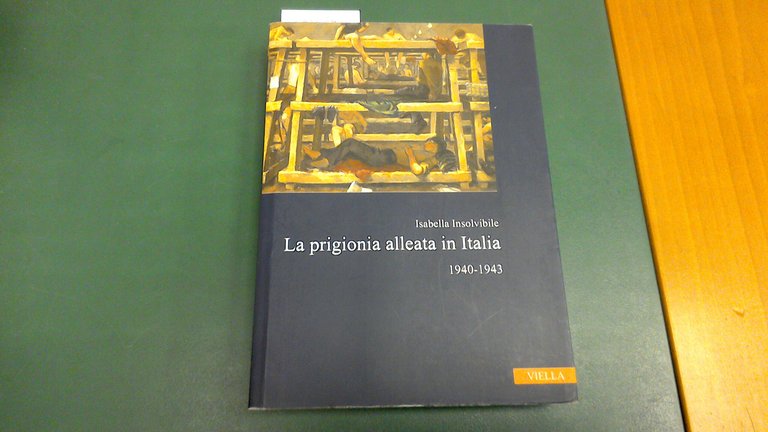 Isabella Insolvibile
La prigionia alleata in Italia
1940-1943
VIELLA